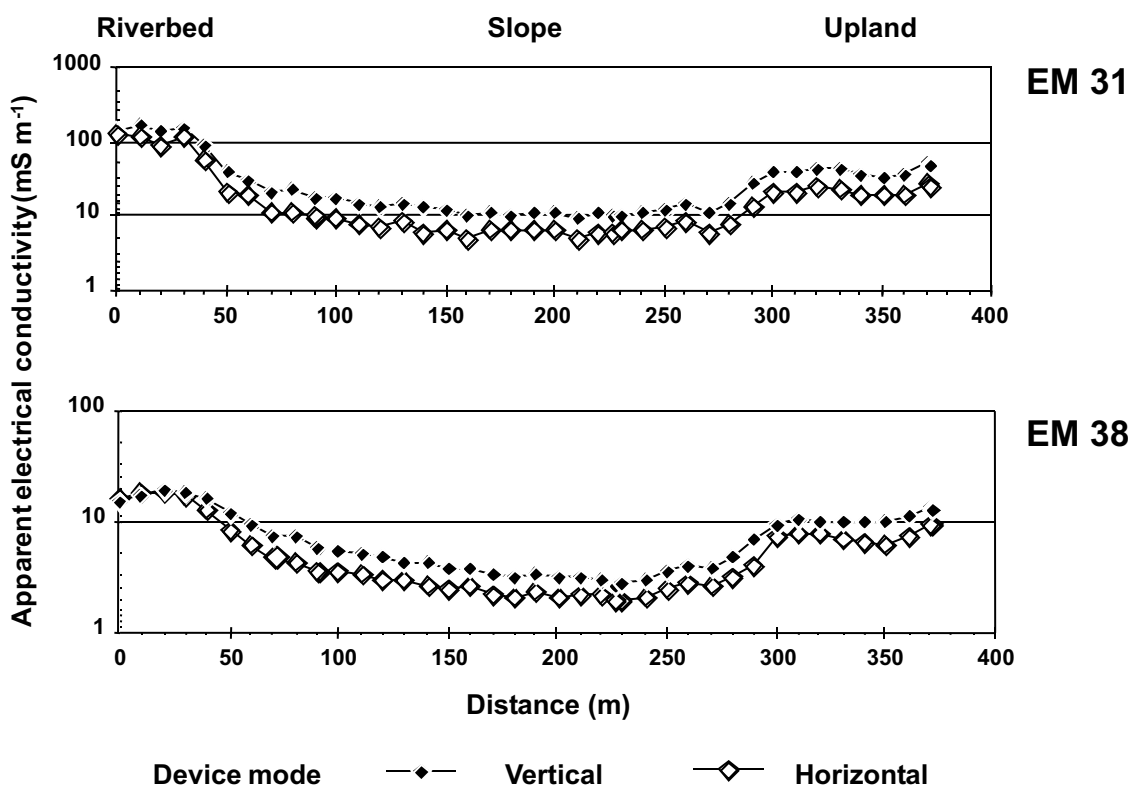 Riverbed Slope Upland
EM 31
Apparent electrical conductivity (mS m-1)
1000
100
10
1
0 50 100 150 200 250 300 350 400
EM 38
100
10
1
0 50 100 150 200 250 300 350 400
Distance (m)
Device mode Vertical Horizontal